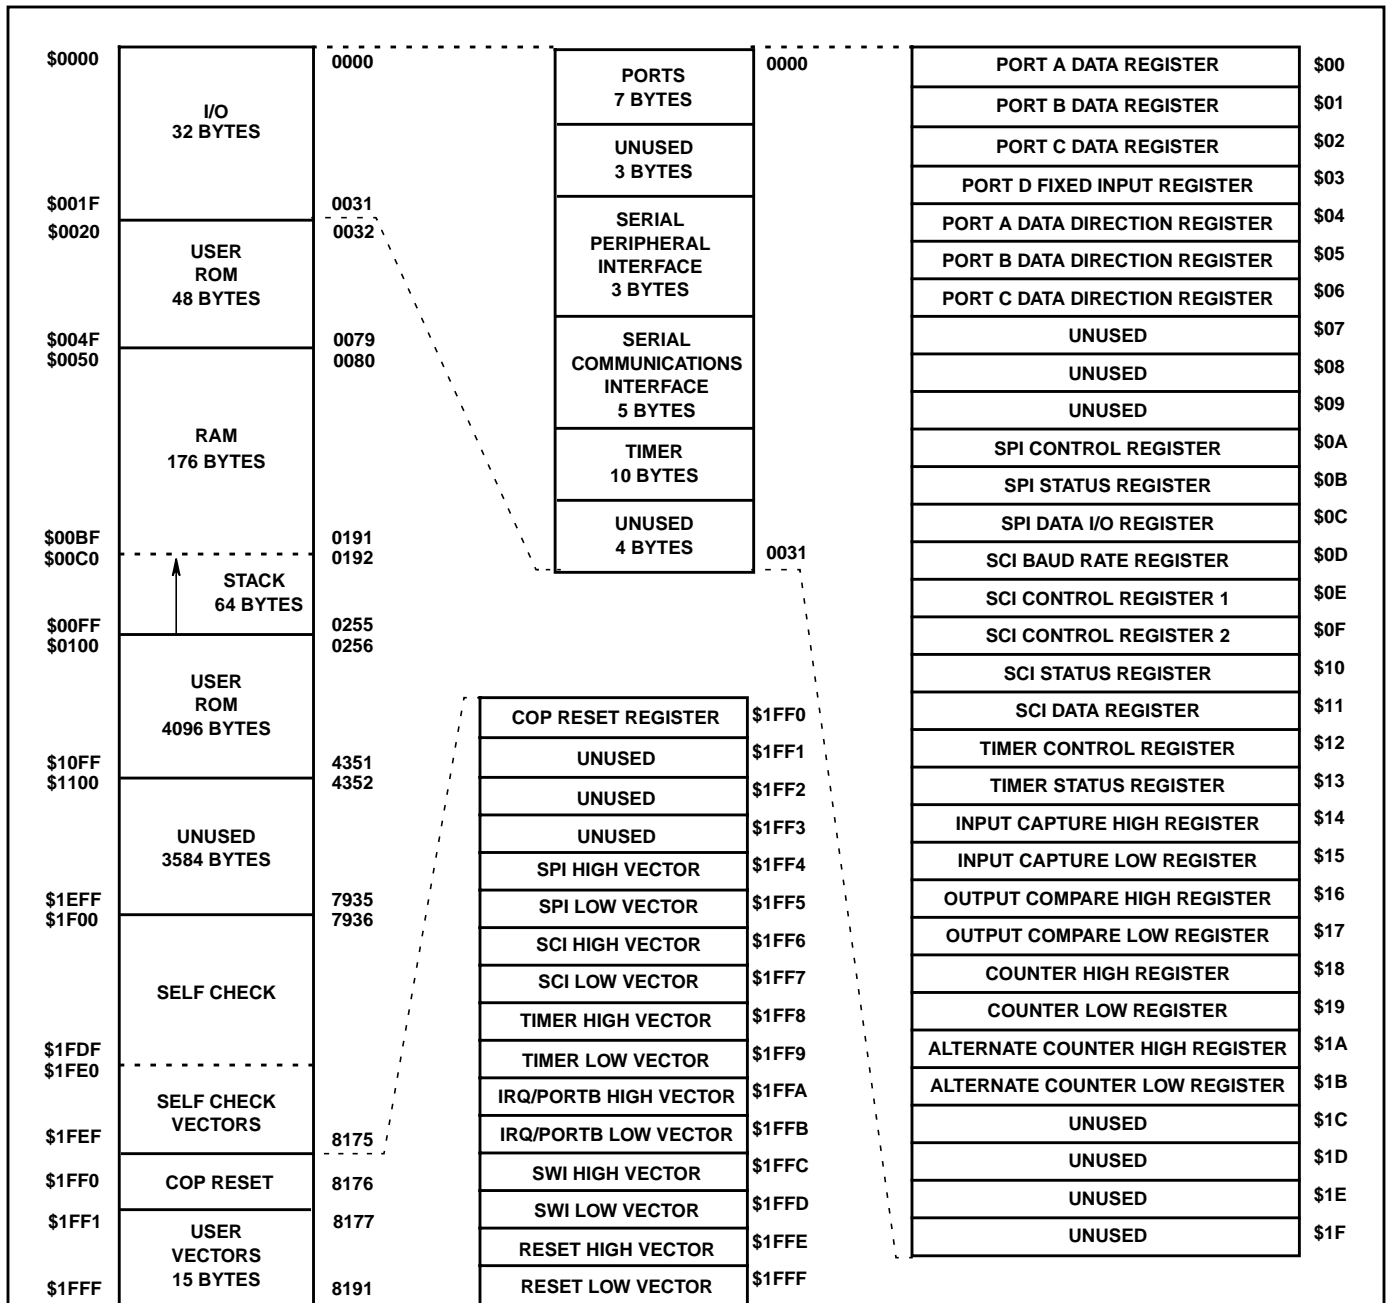 $0000
0000
I/O
32 BYTES
$001F
0031
$0020
0032
USER
ROM
48 BYTES
$004F
0079
$0050
0080
RAM
176 BYTES
$00BF
0191
$00C0
0192
STACK
64 BYTES
$00FF
0255
$0100
0256
USER
ROM
4096 BYTES
$10FF
4351
$1100
4352
UNUSED
3584 BYTES
$1EFF
7935
$1F00
7936
SELF CHECK
$1FDF
$1FE0
SELF CHECK
VECTORS
$1FEF
8175
$1FF0
COP RESET
8176
$1FF1
8177
USER
VECTORS
15 BYTES
$1FFF
8191
PORTS
7 BYTES
0000
UNUSED
3 BYTES
SERIAL
PERIPHERAL
INTERFACE
3 BYTES
SERIAL
COMMUNICATIONS
INTERFACE
5 BYTES
TIMER
10 BYTES
UNUSED
4 BYTES
0031
COP RESET REGISTER $1FF0
UNUSED $1FF1
UNUSED $1FF2
UNUSED $1FF3
SPI HIGH VECTOR $1FF4
SPI LOW VECTOR $1FF5
SCI HIGH VECTOR $1FF6
SCI LOW VECTOR $1FF7
TIMER HIGH VECTOR $1FF8
TIMER LOW VECTOR $1FF9
IRQ/PORTB HIGH VECTOR $1FFA
IRQ/PORTB LOW VECTOR $1FFB
SWI HIGH VECTOR $1FFC
SWI LOW VECTOR $1FFD
RESET HIGH VECTOR $1FFE
RESET LOW VECTOR $1FFF
PORT A DATA REGISTER $00
PORT B DATA REGISTER $01
PORT C DATA REGISTER $02
PORT D FIXED INPUT REGISTER $03
PORT A DATA DIRECTION REGISTER $04
PORT B DATA DIRECTION REGISTER $05
PORT C DATA DIRECTION REGISTER $06
UNUSED $07
UNUSED $08
UNUSED $09
SPI CONTROL REGISTER $0A
SPI STATUS REGISTER $0B
SPI DATA I/O REGISTER $0C
SCI BAUD RATE REGISTER $0D
SCI CONTROL REGISTER 1 $0E
SCI CONTROL REGISTER 2 $0F
SCI STATUS REGISTER $10
SCI DATA REGISTER $11
TIMER CONTROL REGISTER $12
TIMER STATUS REGISTER $13
INPUT CAPTURE HIGH REGISTER $14
INPUT CAPTURE LOW REGISTER $15
OUTPUT COMPARE HIGH REGISTER $16
OUTPUT COMPARE LOW REGISTER $17
COUNTER HIGH REGISTER $18
COUNTER LOW REGISTER $19
ALTERNATE COUNTER HIGH REGISTER $1A
ALTERNATE COUNTER LOW REGISTER $1B
UNUSED $1C
UNUSED $1D
UNUSED $1E
UNUSED $1F